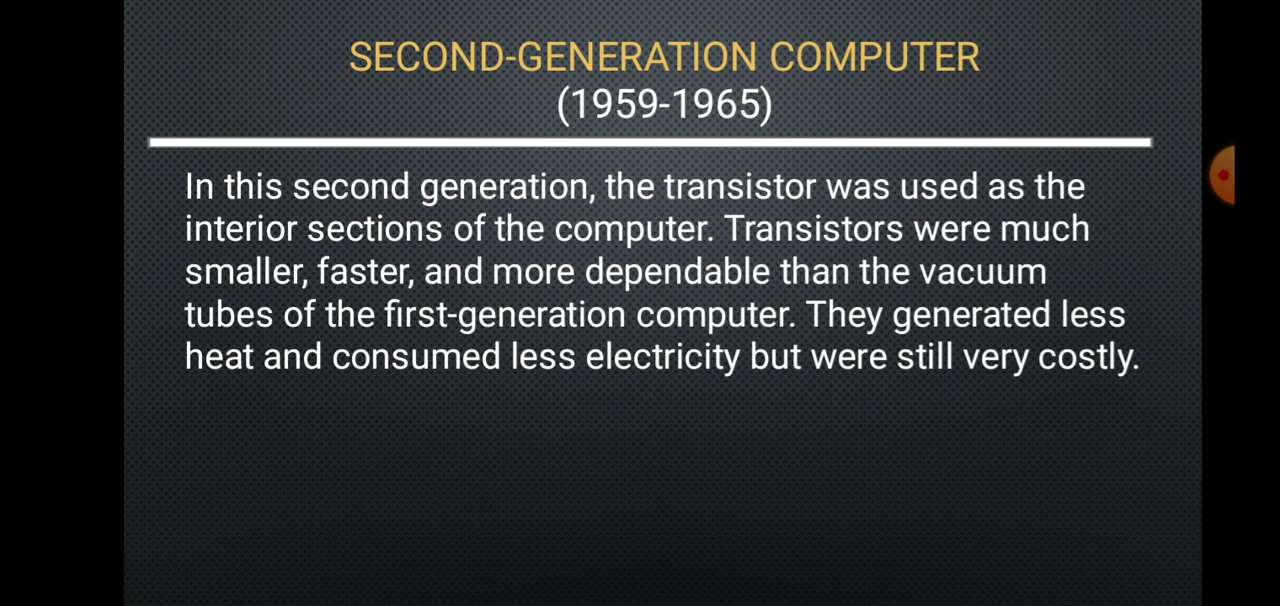 SECOND-GENERATION COMPUTER
(1959-1965)
In this second generation, the transistor was used as the
interior sections of the computer. Transistors were much
smaller, faster, and more dependable than the vacuum
tubes of the first-generation computer. They generated less
heat and consumed less electricity but were still very costly.